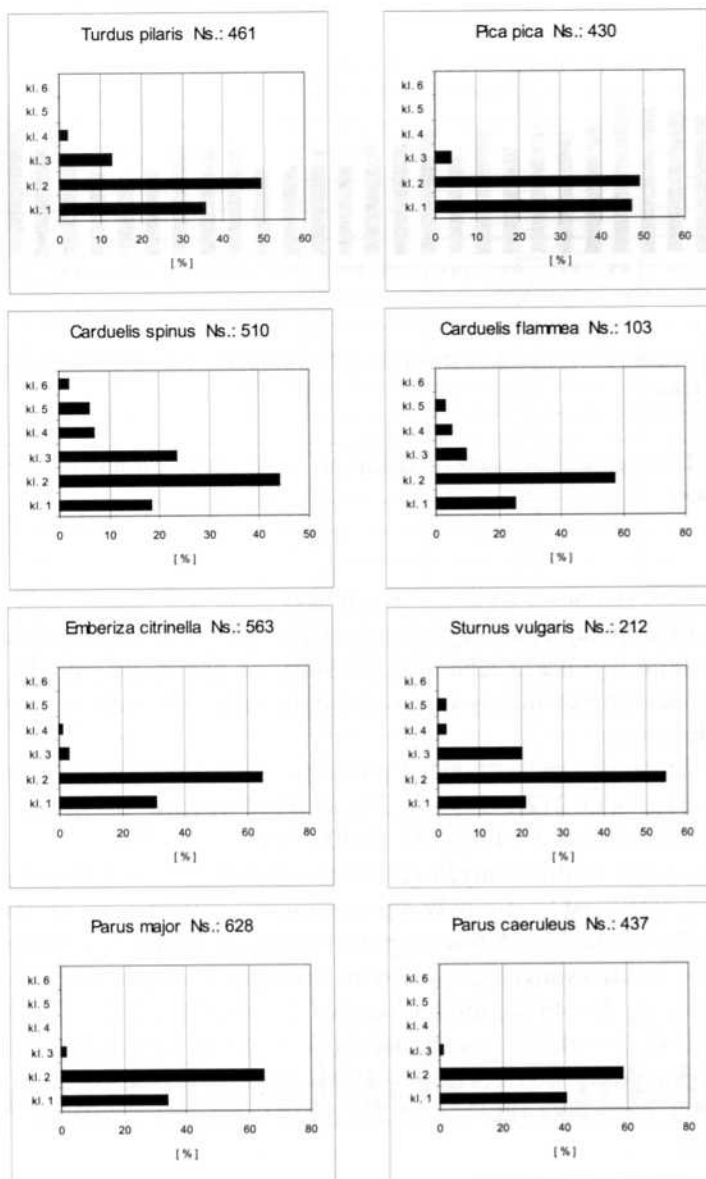 Turdus pilaris Ns.: 461
kl. 6
kl. 5
kl. 4
kl. 3
kl. 2
kl. 1
0 10 20 30 40 50 60
[ % ]
Pica pica Ns.: 430
kl. 6
kl. 5
kl. 4
kl. 3
kl. 2
kl. 1
0 10 20 30 40 50 60
[ % ]
Carduelis spinus Ns.: 510
kl. 6
kl. 5
kl. 4
kl. 3
kl. 2
kl. 1
0 10 20 30 40 50
[ % ]
Carduelis flammea Ns.: 103
kl. 6
kl. 5
kl. 4
kl. 3
kl. 2
kl. 1
0 20 40 60 80
[ % ]
Emberiza citrinella Ns.: 563
kl. 6
kl. 5
kl. 4
kl. 3
kl. 2
kl. 1
0 20 40 60 80
[ % ]
Sturnus vulgaris Ns.: 212
kl. 6
kl. 5
kl. 4
kl. 3
kl. 2
kl. 1
0 10 20 30 40 50 60
[ % ]
Parus major Ns.: 628
kl. 6
kl. 5
kl. 4
kl. 3
kl. 2
kl. 1
0 20 40 60 80
[ % ]
Parus caeruleus Ns.: 437
kl. 6
kl. 5
kl. 4
kl. 3
kl. 2
kl. 1
0 20 40 60 80
[ % ]